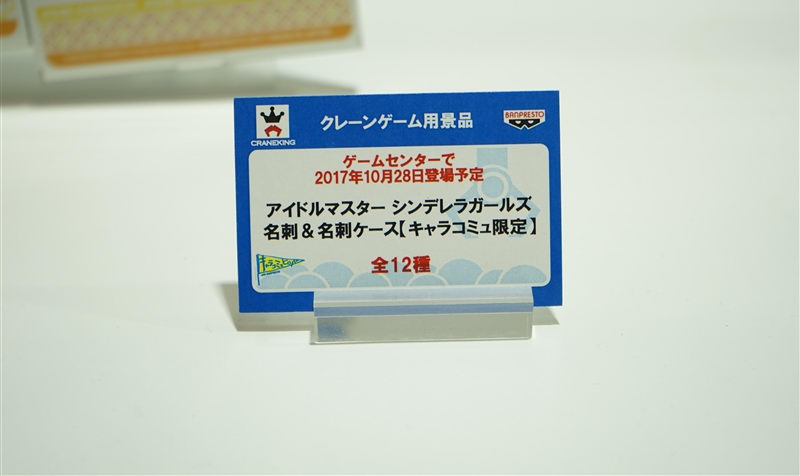 クレーンゲーム用景品
CRANEKING
BANPRESTO
ゲームセンターで
2017年10月28日登場予定
アイドルマスター シンデレラガールズ
名刺&名刺ケース【キャラコミュ限定】
全12種